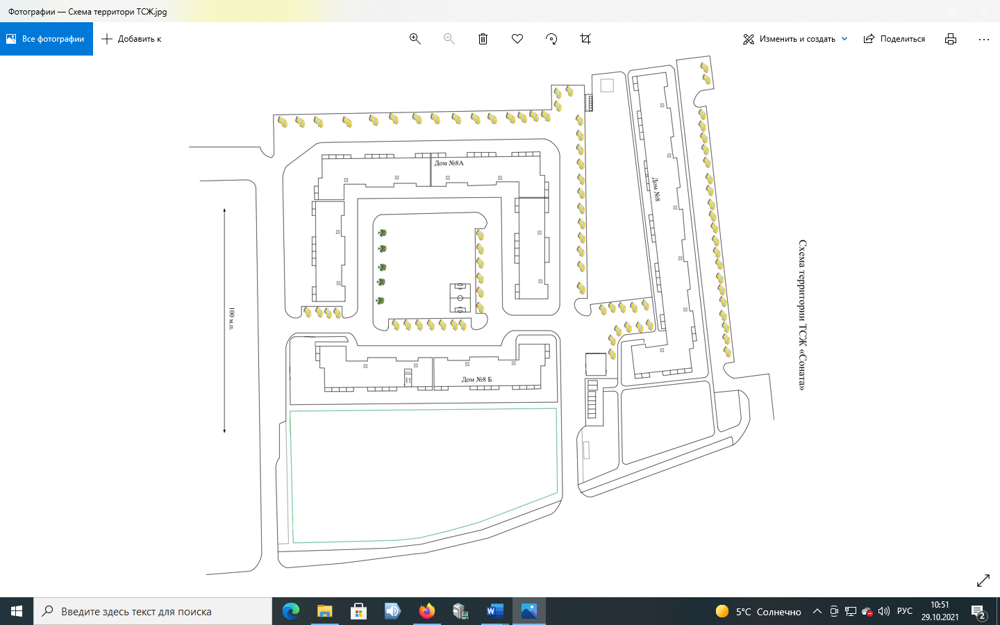 Фотографии — Схема территори ТСЖ.jpg
Все фотографии
Добавить к
Изменить и создать
Поделиться
Дом №8А
Дом №8
Схема территории ТСЖ «Соната»
100 м.п.
Дом №8 Б
Введите здесь текст для поиска
5°C Солнечно
РУС
10:51
29.10.2021
2